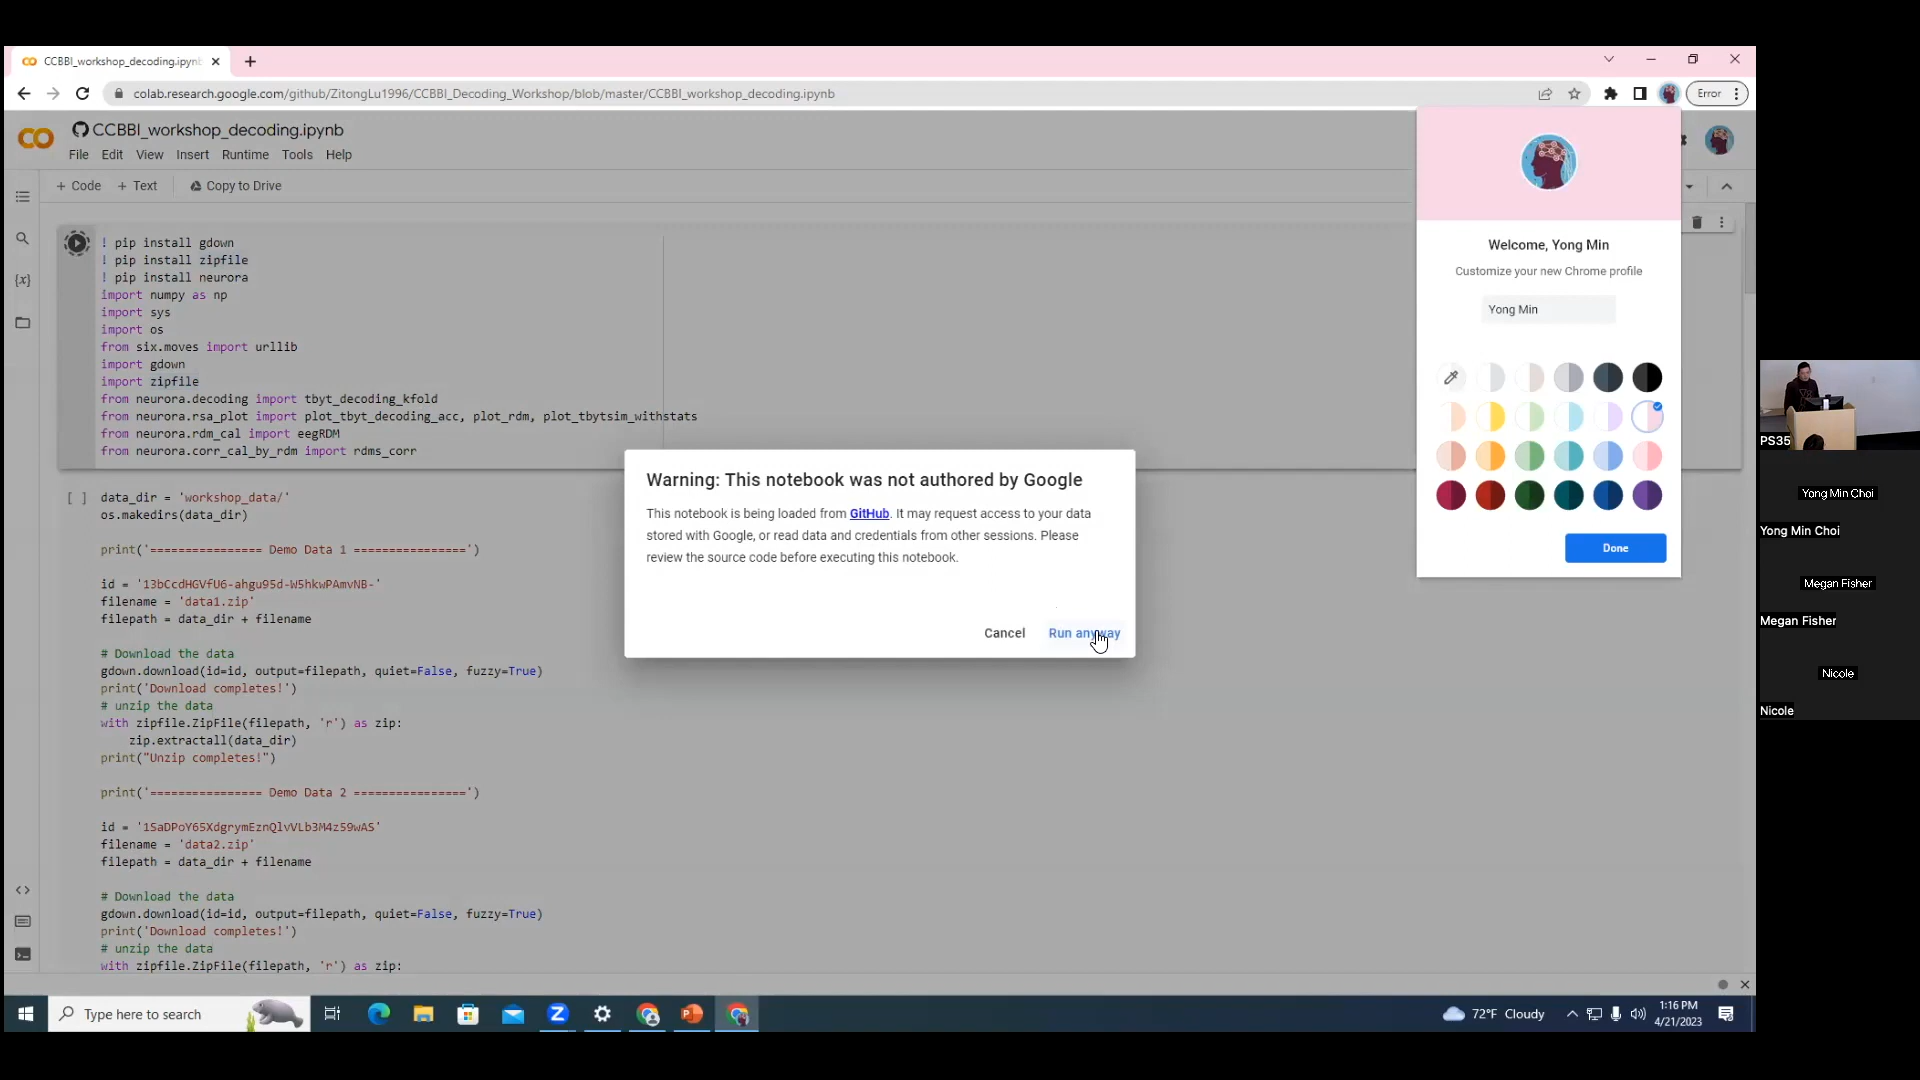 CCBBI_workshop_decoding.ipynb
colab.research.google.com/github/ZitongLu1996/CCBBI_Decoding_Workshop/blob/master/CCBBI_workshop_decoding.ipynb
Error
CCBBI_workshop_decoding.ipynb
File Edit View Insert Runtime Tools Help
+ Code + Text Copy to Drive
! pip install gdown
! pip install zipfile
! pip install neurora
import numpy as np
import sys
import os
from six.moves import urllib
import gdown
import zipfile
from neurora.decoding import tbyt_decoding_kfold
from neurora.rsa_plot import plot_tbyt_decoding_acc, plot_rdm, plot_tbytsim_withstats
from neurora.rdm_cal import eegRDM
from neurora.corr_cal_by_rdm import rdms_corr
[ ] data_dir = 'workshop_data/'
os.makedirs(data_dir)
print('================ Demo Data 1 ================')
id = '13bCcdHGVfU6-ahgu95d-W5hkwPAmvNB-'
filename = 'data1.zip'
filepath = data_dir + filename
# Download the data
gdown.download(id=id, output=filepath, quiet=False, fuzzy=True)
print('Download completes!')
# unzip the data
with zipfile.ZipFile(filepath, 'r') as zip:
zip.extractall(data_dir)
print("Unzip completes!")
print('================ Demo Data 2 ================')
id = '1SaDPoY65XdgrymEznQlvVLb3M4z59wAS'
filename = 'data2.zip'
filepath = data_dir + filename
# Download the data
gdown.download(id=id, output=filepath, quiet=False, fuzzy=True)
print('Download completes!')
# unzip the data
with zipfile.ZipFile(filepath, 'r') as zip:
Warning: This notebook was not authored by Google
This notebook is being loaded from GitHub. It may request access to your data
stored with Google, or read data and credentials from other sessions. Please
review the source code before executing this notebook.
Cancel Run anyway
Welcome, Yong Min
Customize your new Chrome profile
Yong Min
Done
PS35
Yong Min Choi
Yong Min Choi
Megan Fisher
Megan Fisher
Nicole
Nicole
Type here to search
72°F Cloudy
1:16 PM
4/21/2023